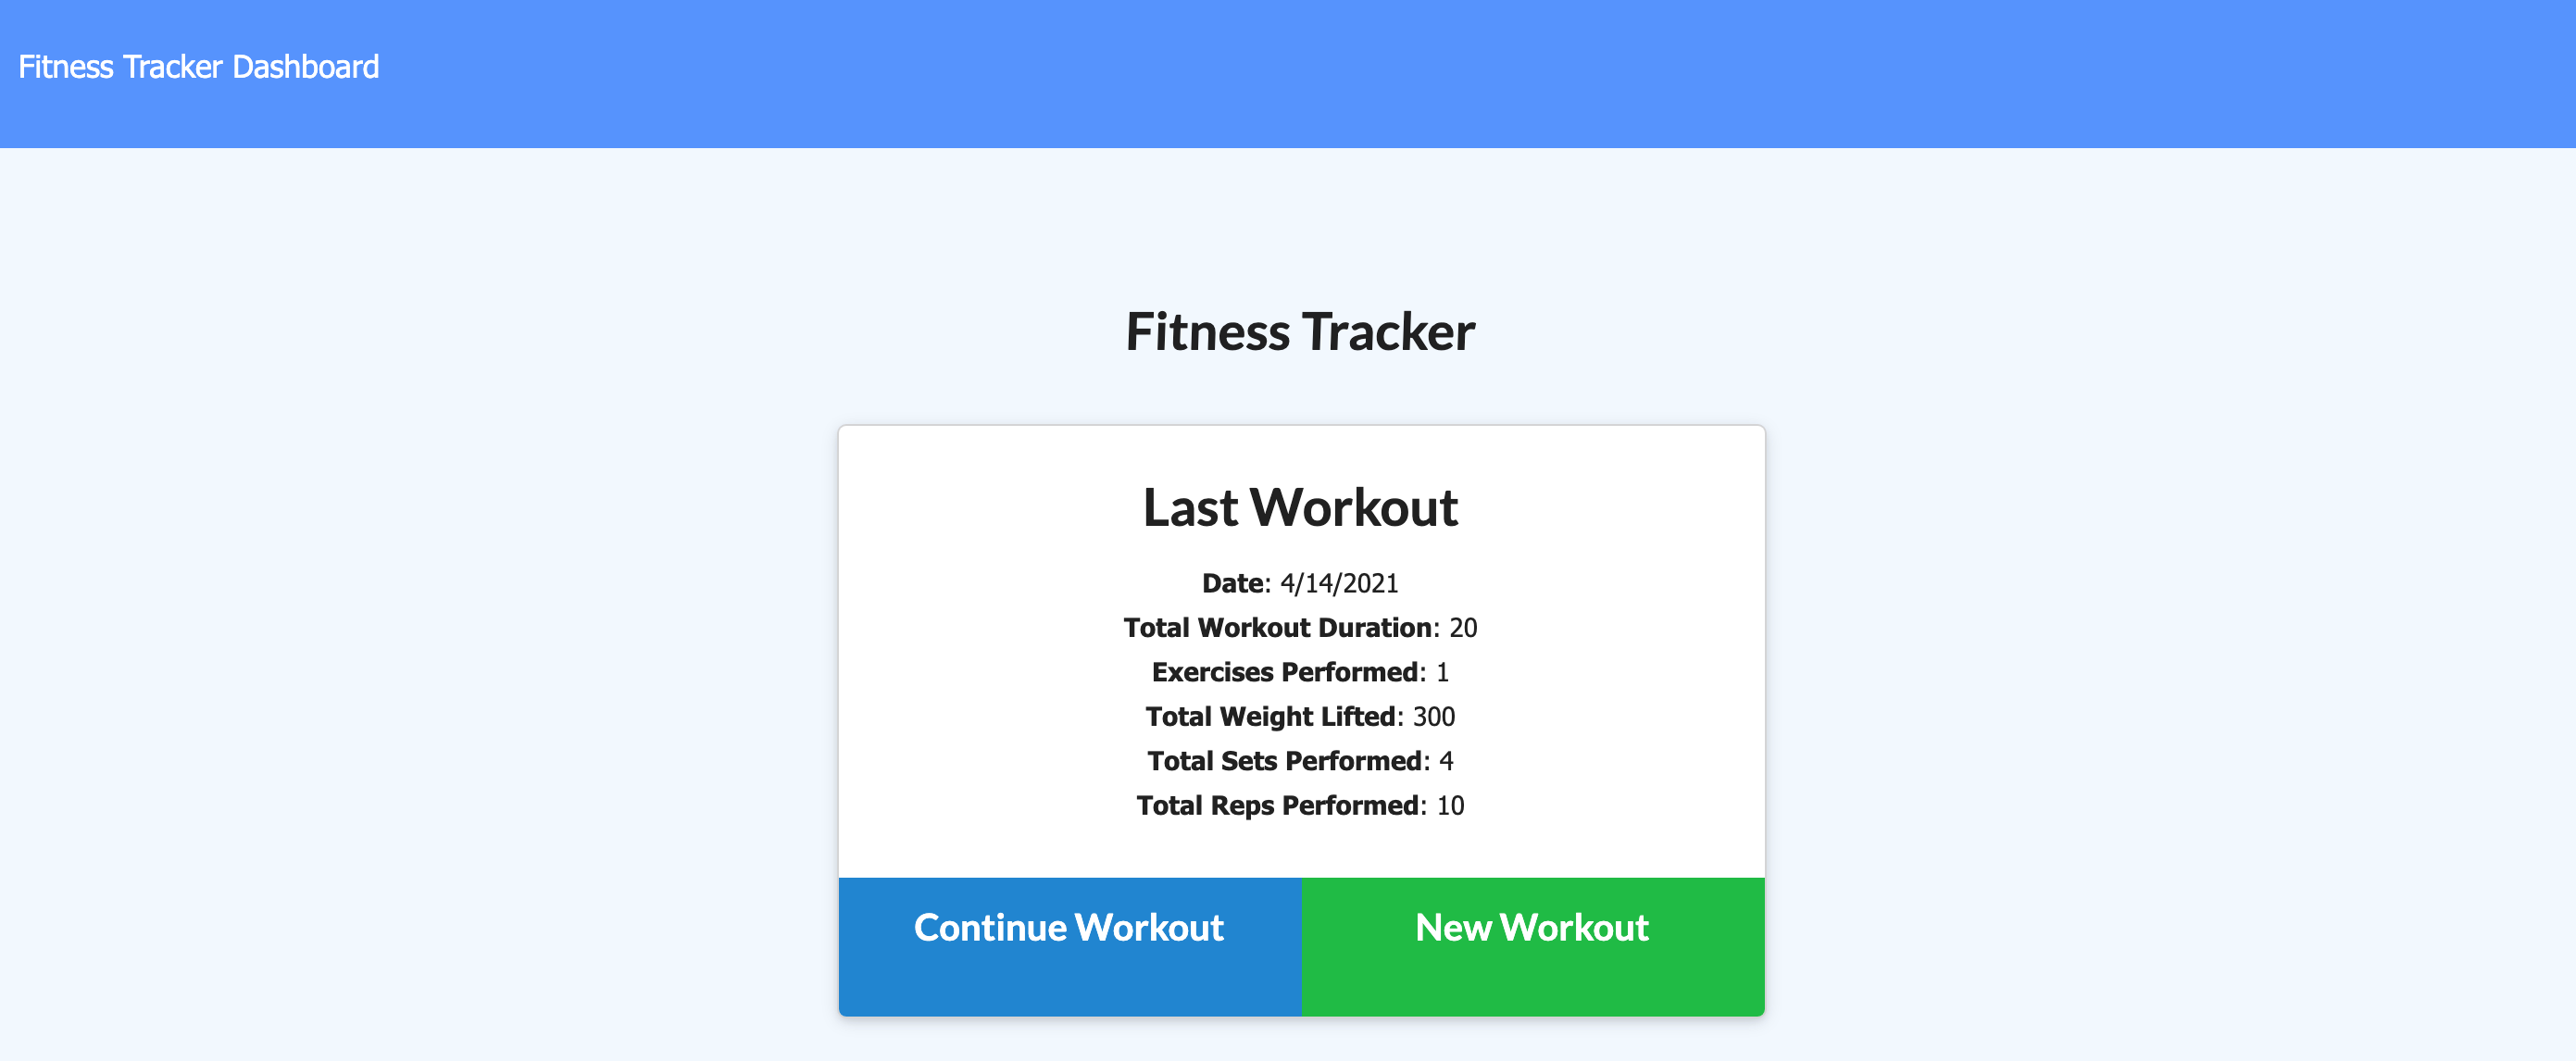 Fitness Tracker Dashboard
Fitness Tracker
Last Workout
Date: 4/14/2021
Total Workout Duration: 20
Exercises Performed: 1
Total Weight Lifted: 300
Total Sets Performed: 4
Total Reps Performed: 10
Continue Workout New Workout